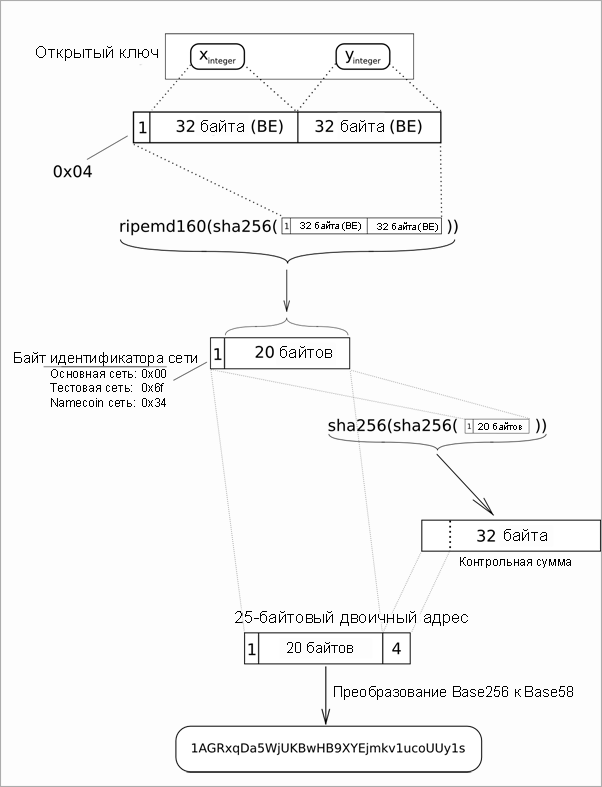 Открытый ключ
x integer
y integer
1 32 байта (BE) 32 байта (BE)
0x04
ripemd160(sha256( 1 32 байта(BE) 32 байта(BE) ))
1 20 байтов
Байт идентификатора сети
Основная сеть: 0x00
Тестовая сеть: 0x6f
Namecoin сеть: 0x34
sha256(sha256( 1 20 байтов ))
32 байта
Контрольная сумма
25-байтовый двоичный адрес
1 20 байтов 4
Преобразование Base256 к Base58
1AGRxqDa5WjUKBwHB9XYEjmkv1ucoUUy1s